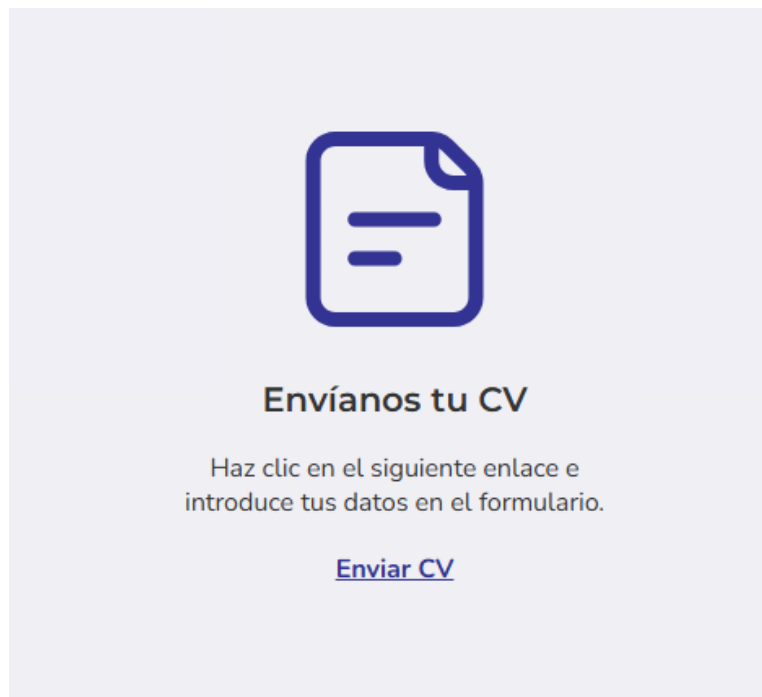 Envíanos tu CV
Haz clic en el siguiente enlace e
introduce tus datos en el formulario.
Enviar CV